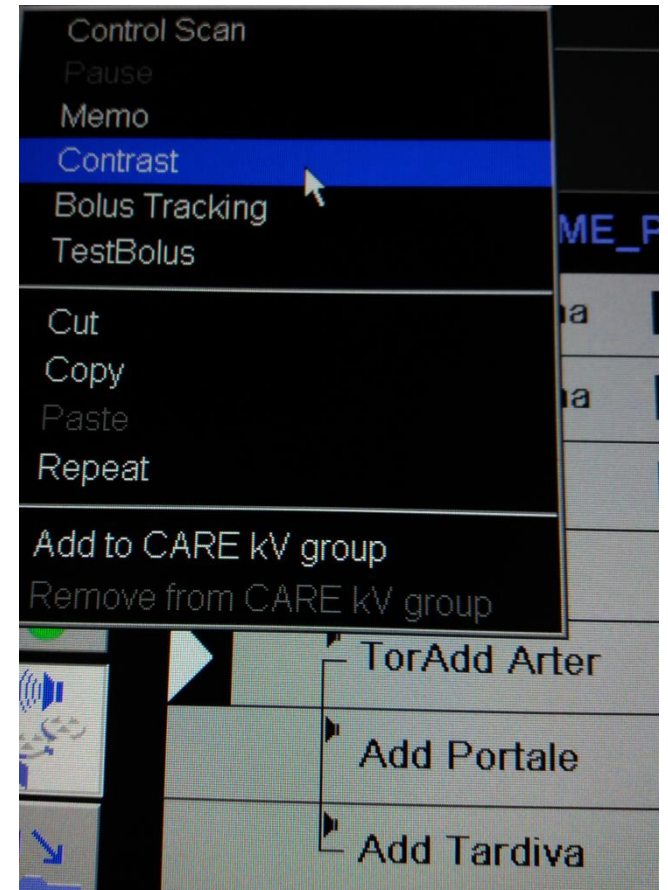 Control Scan
Pause
Memo
Contrast
Bolus Tracking
TestBolus
Cut
Copy
Paste
Repeat
Add to CARE kV group
Remove from CARE kV group
TorAdd Arter
Add Portale
Add Tardiva